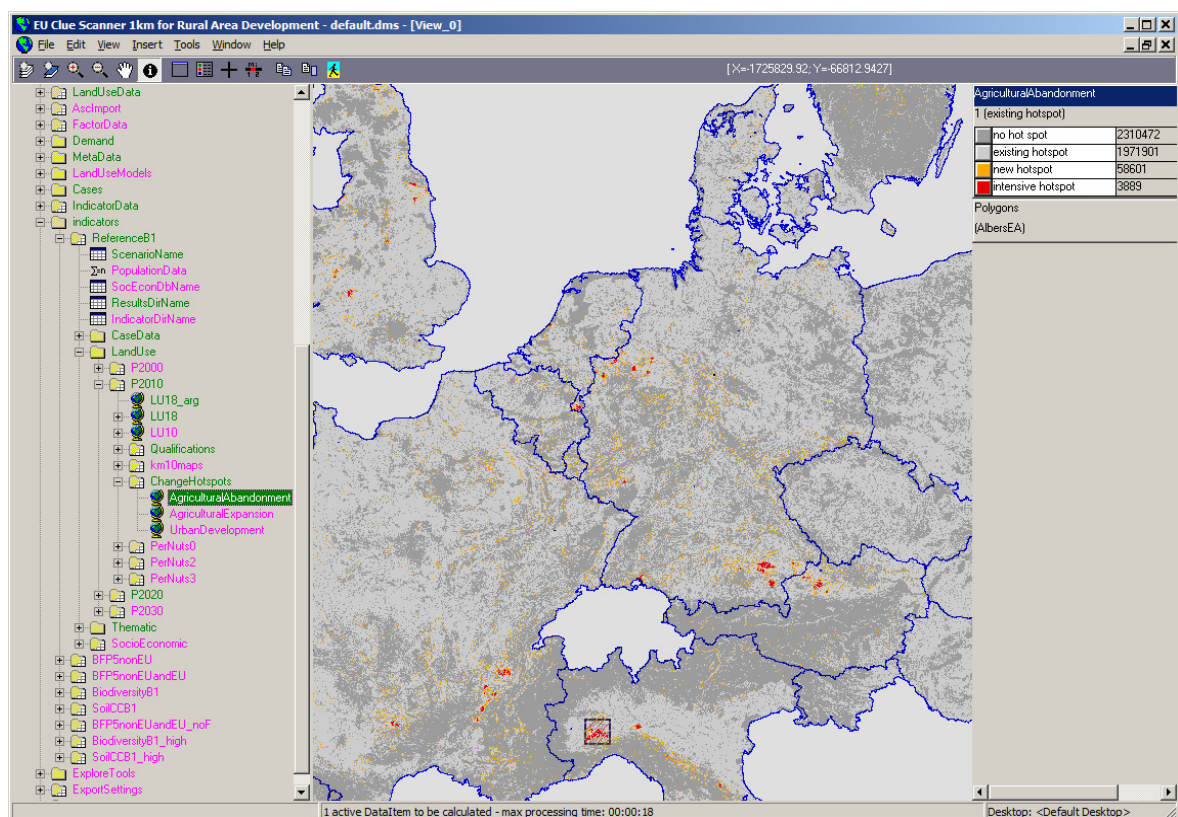 EU Clue Scanner 1km for Rural Area Development - default.dms - [View_0]
File Edit View Insert Tools Window Help
[X=-1725829.92; Y=-66812.9427]
LandUseData
AscImport
FactorData
Demand
MetaData
LandUseModels
Cases
IndicatorData
indicators
ReferenceB1
ScenarioName
Σ=n PopulationData
SocEconDbName
ResultsDirName
IndicatorDirName
CaseData
LandUse
P2000
P2010
LU18_arg
LU18
LU10
Qualifications
km10maps
ChangeHotspots
AgriculturalAbandonment
AgriculturalExpansion
UrbanDevelopment
PerNuts0
PerNuts2
PerNuts3
P2020
P2030
Thematic
SocioEconomic
BFP5nonEU
BFP5nonEUandEU
BiodiversityB1
SoilCCB1
BFP5nonEUandEU_noF
BiodiversityB1_high
SoilCCB1_high
ExploreTools
ExportSettings
AgriculturalAbandonment
1 (existing hotspot)
no hot spot 2310472
existing hotspot 1971901
new hotspot 58601
intensive hotspot 3889
Polygons
(AlbersEA)
1 active DataItem to be calculated - max processing time: 00:00:18
Desktop: <Default Desktop>